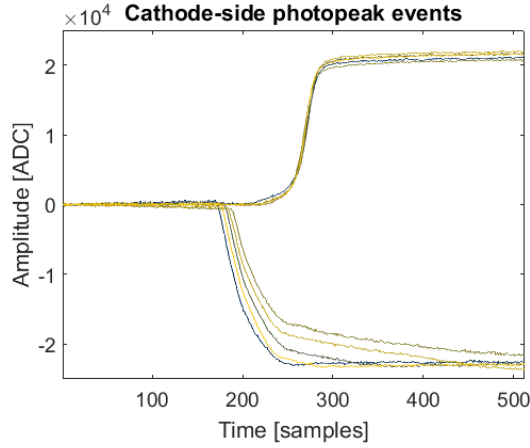 Cathode-side photopeak events
×10⁴
2
1
0
-1
-2
Amplitude [ADC]
100 200 300 400 500
Time [samples]